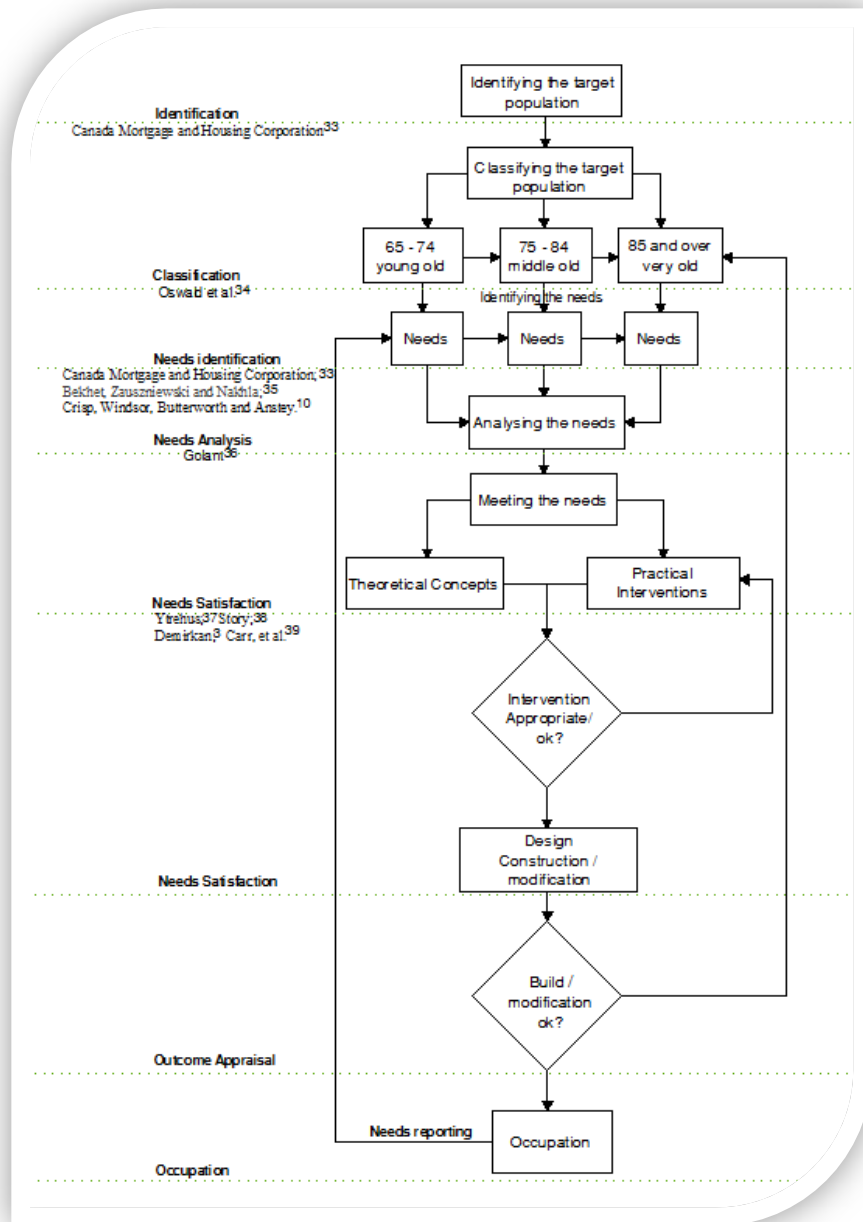 Identifying the target
population
Identification
Canada Mortgage and Housing Corporation33
Classifying the target
population
65 - 74
young old
75 - 84
middle old
85 and over
very old
Classification
Oswald et al.34
Identifying the needs
Needs
Needs
Needs
Needs identification
Canada Mortgage and Housing Corporation;33
Bekhet, Zauszniewski and Nakhla;35
Crisp, Windsor, Butterworth and Anstey.10
Analysing the needs
Needs Analysis
Golant36
Meeting the needs
Theoretical Concepts
Practical
Interventions
Needs Satisfaction
Ytrehus;37Story;38
Demirkan,3 Carr, et al.39
Intervention
Appropriate/
ok?
Design
Construction /
modification
Needs Satisfaction
Build /
modification
ok?
Outcome Appraisal
Needs reporting
Occupation
Occupation